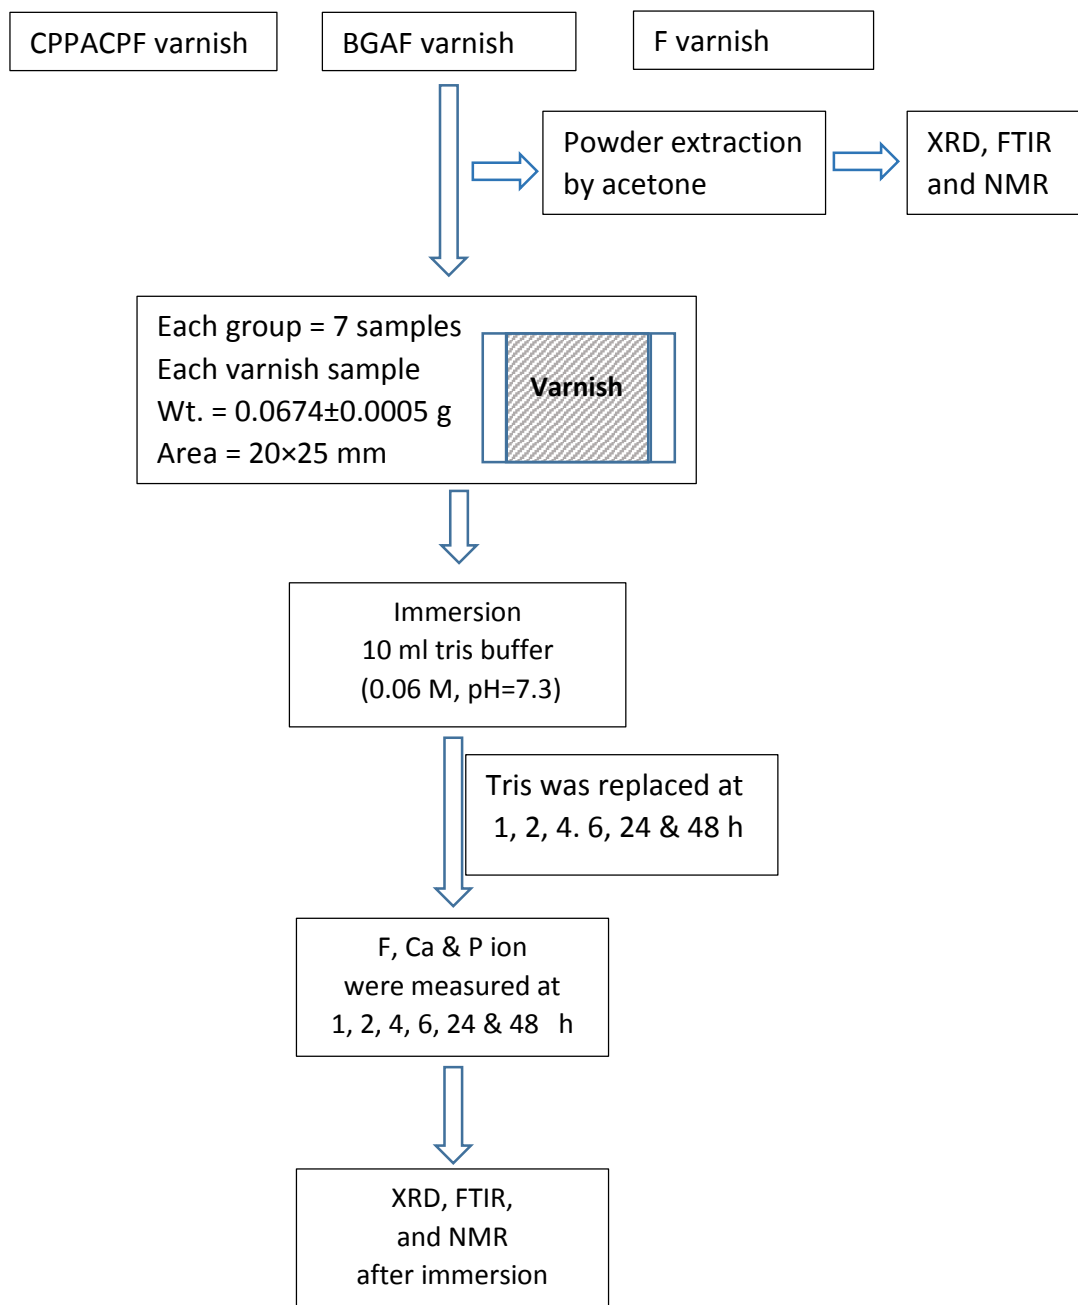 CPPACPF varnish
BGAF varnish
F varnish
Powder extraction
by acetone
XRD, FTIR
and NMR
Each group = 7 samples
Each varnish sample
Wt. = 0.0674±0.0005 g
Area = 20×25 mm
Varnish
Immersion
10 ml tris buffer
(0.06 M, pH=7.3)
Tris was replaced at
1, 2, 4. 6, 24 & 48 h
F, Ca & P ion
were measured at
1, 2, 4, 6, 24 & 48 h
XRD, FTIR,
and NMR
after immersion